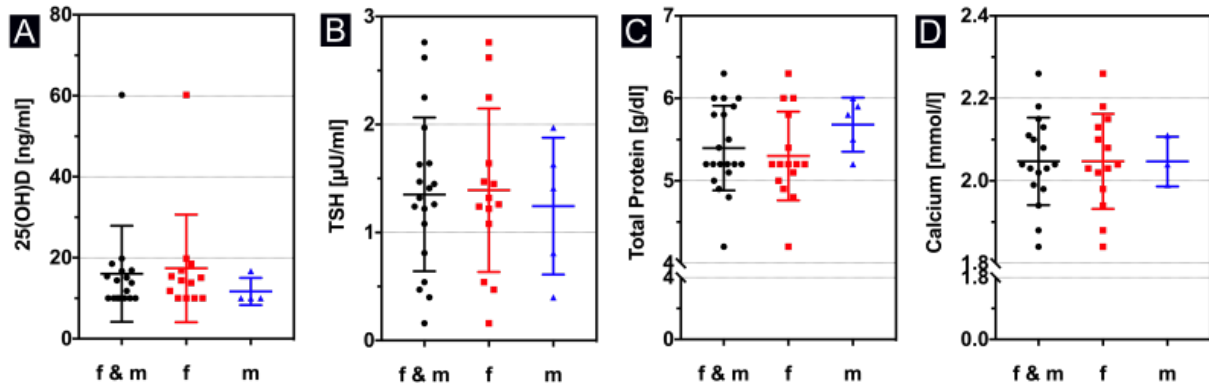 A
25(OH)D [ng/ml]
80
60
40
20
0
f & m f m
B
TSH [µU/ml]
3
2
1
0
f & m f m
C
Total Protein [g/dl]
7
6
5
4
4
0
f & m f m
D
Calcium [mmol/l]
2.4
2.2
2.0
1.8
1.8
0.0
f & m f m